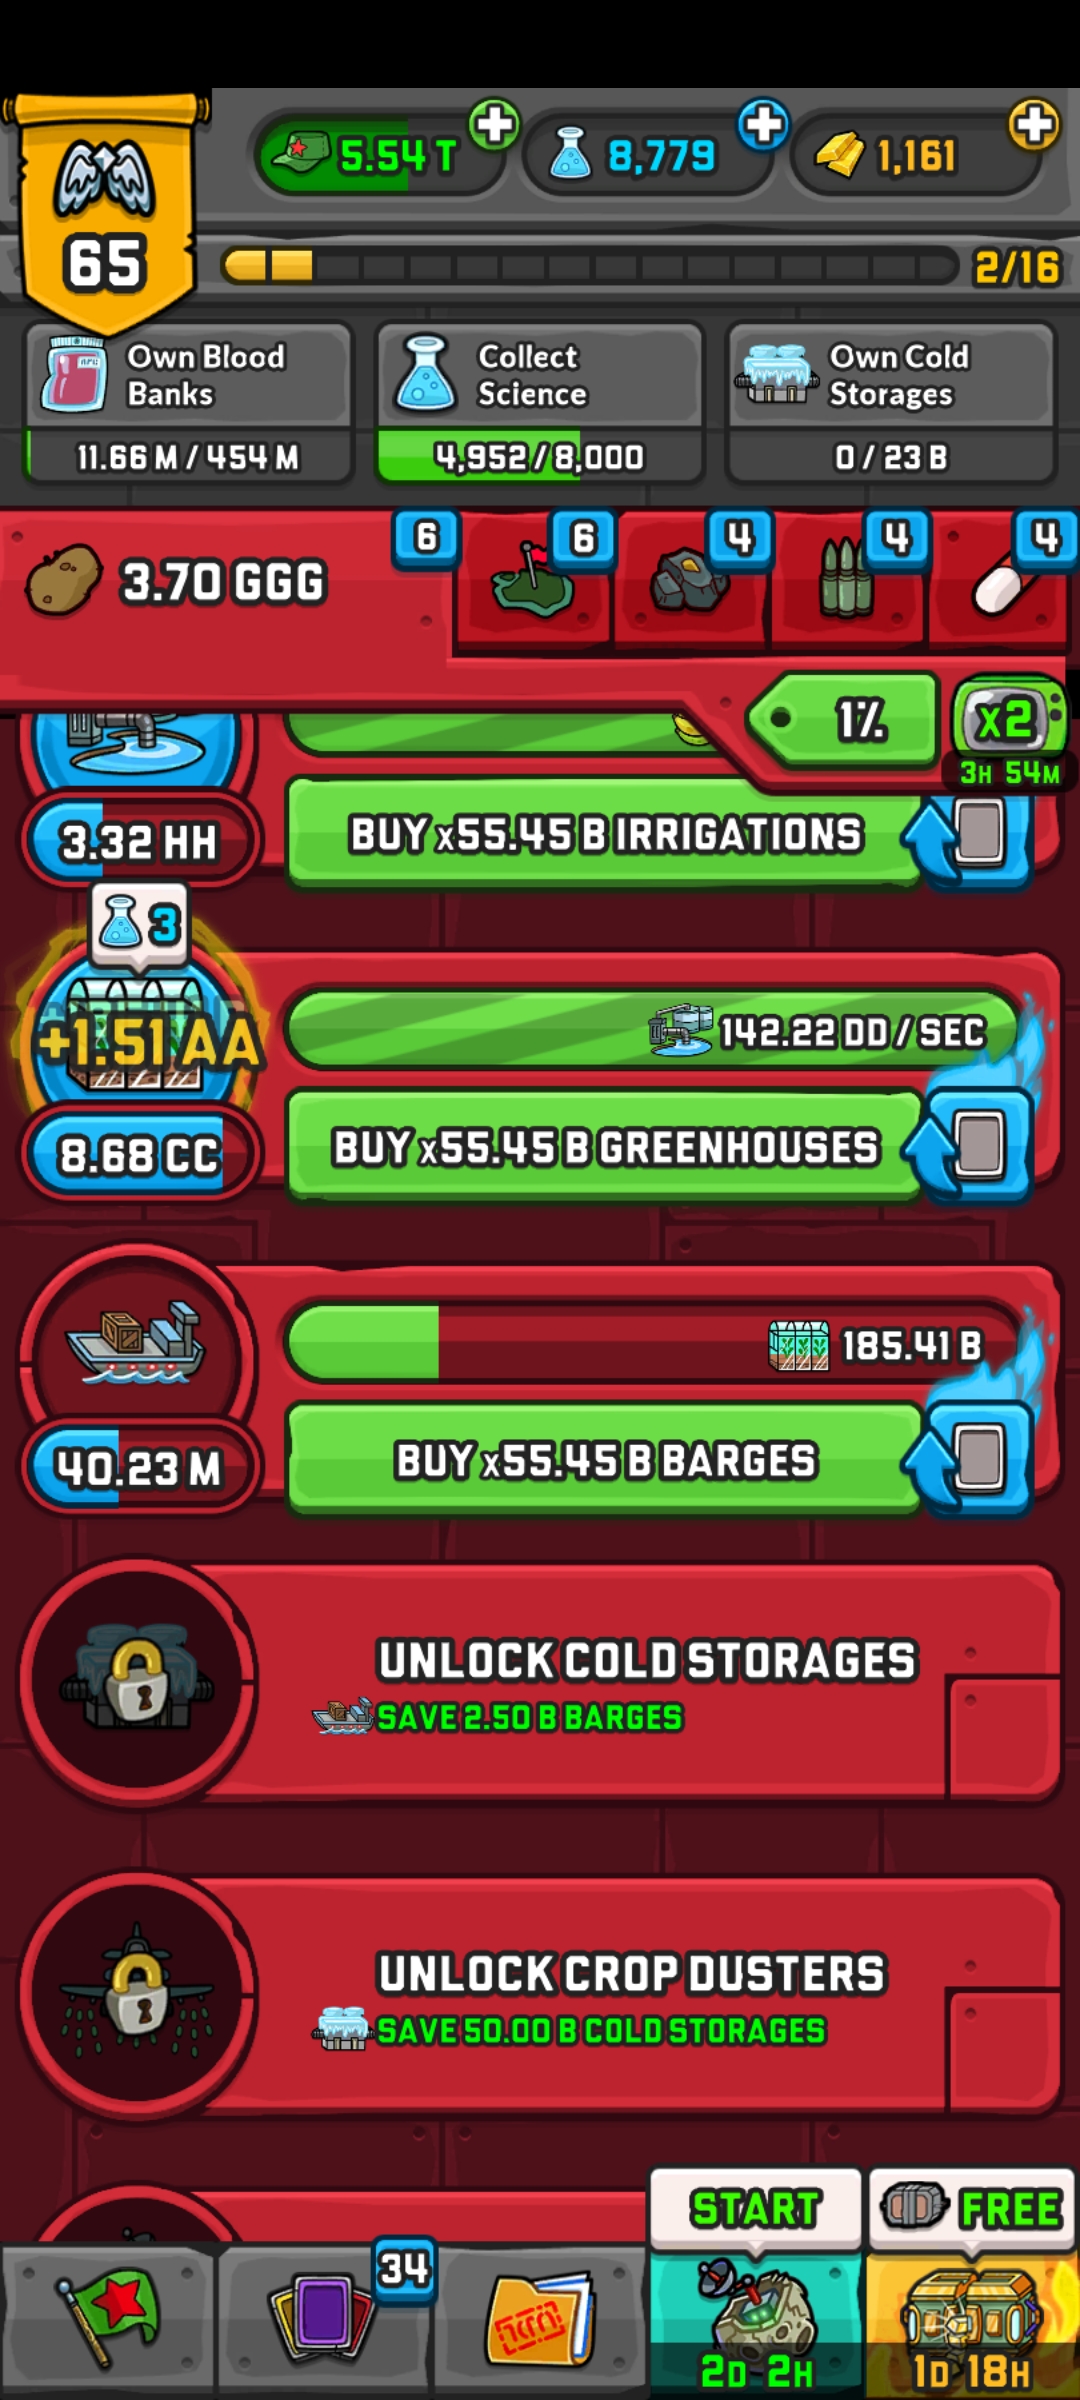 5.54 T
8,779
1,161
65
2/16
Own Blood
Banks
11.66 M / 454 M
Collect
Science
4,952 / 8,000
Own Cold
Storages
0 / 23 B
3.70 GGG
6
6
4
4
4
1%
x2
3H 54M
3.32 HH
BUY x55.45 B IRRIGATIONS
3
+1.51 AA
142.22 DD / SEC
8.68 CC
BUY x55.45 B GREENHOUSES
185.41 B
40.23 M
BUY x55.45 B BARGES
UNLOCK COLD STORAGES
SAVE 2.50 B BARGES
UNLOCK CROP DUSTERS
SAVE 50.00 B COLD STORAGES
START
FREE
34
2D 2H
1D 18H